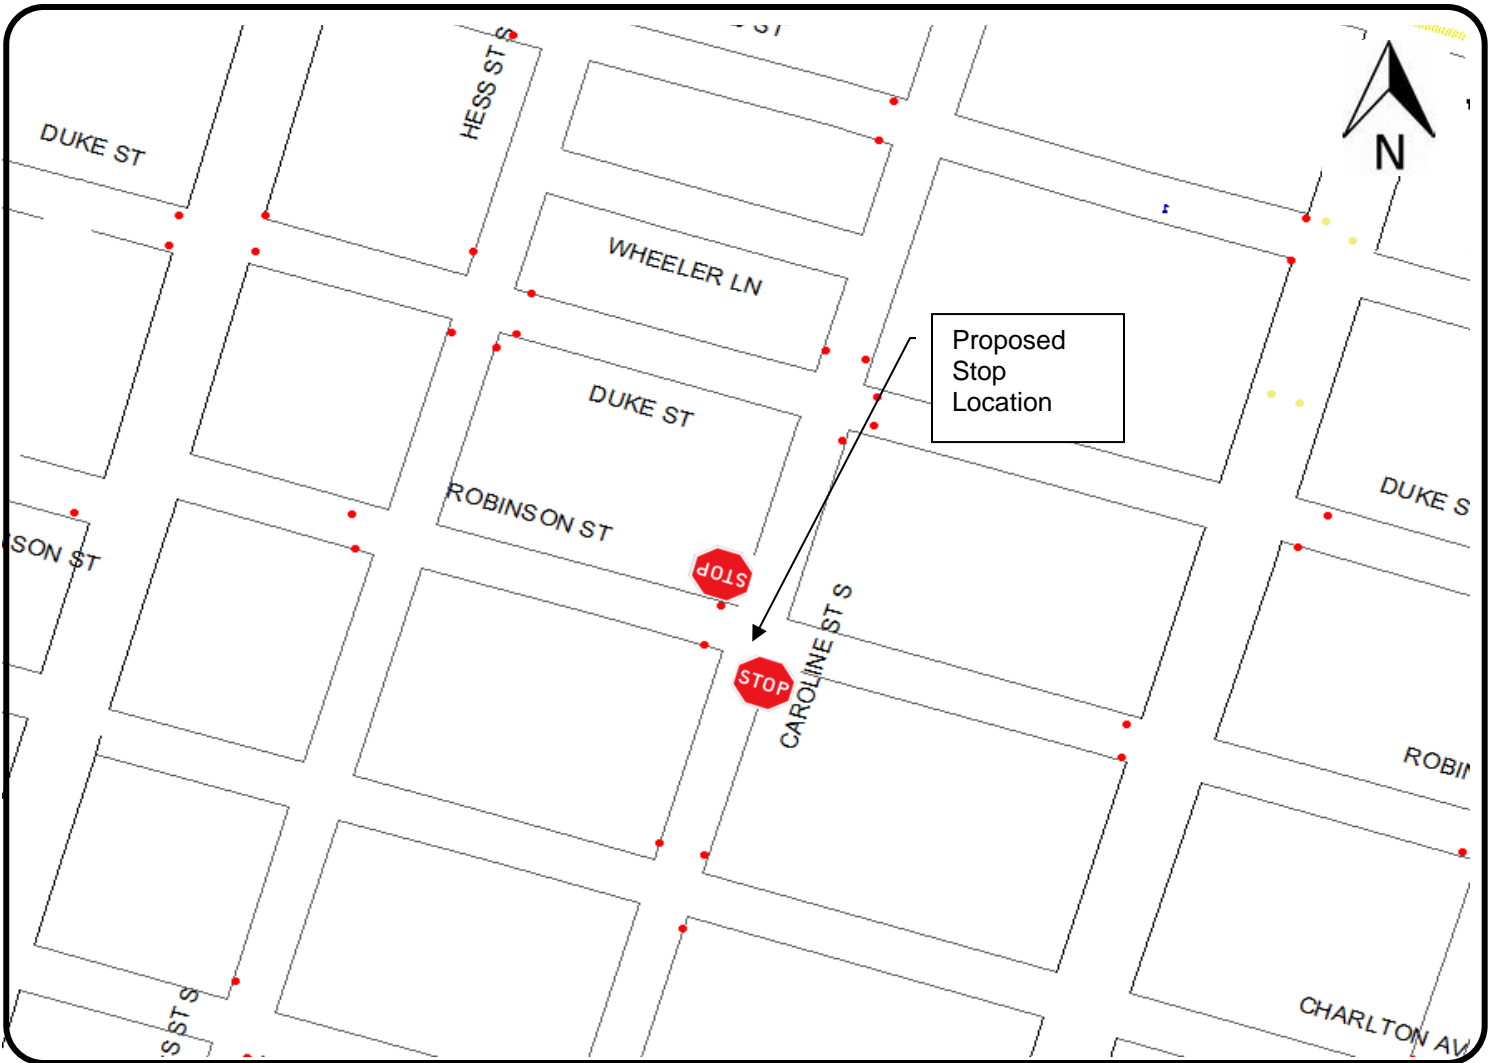 HESS ST S
DUKE ST
N
WHEELER LN
Proposed
Stop
Location
DUKE ST
DUKE S
ROBINSON ST
SON ST
STOP
STOP
CAROLINE ST S
ROBIN
CHARLTON AV
S ST S